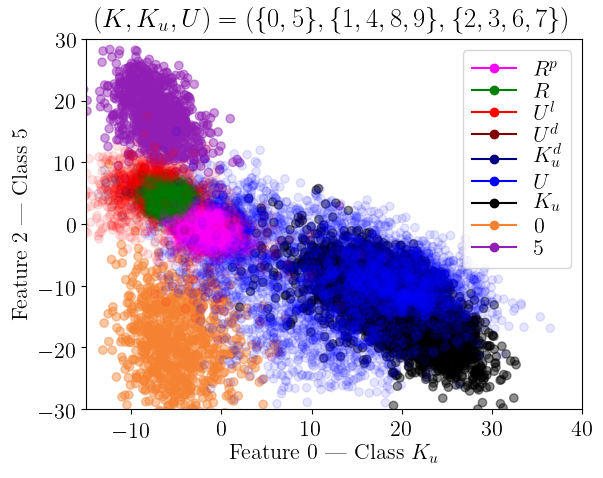 (K, K_u, U) = ({0, 5}, {1, 4, 8, 9}, {2, 3, 6, 7})
30
20
10
0
−10
−20
−30
Feature 2 — Class 5
R^p
R
U^l
U^d
K_u^d
U
K_u
0
5
−10
0
10
20
30
40
Feature 0 — Class K_u